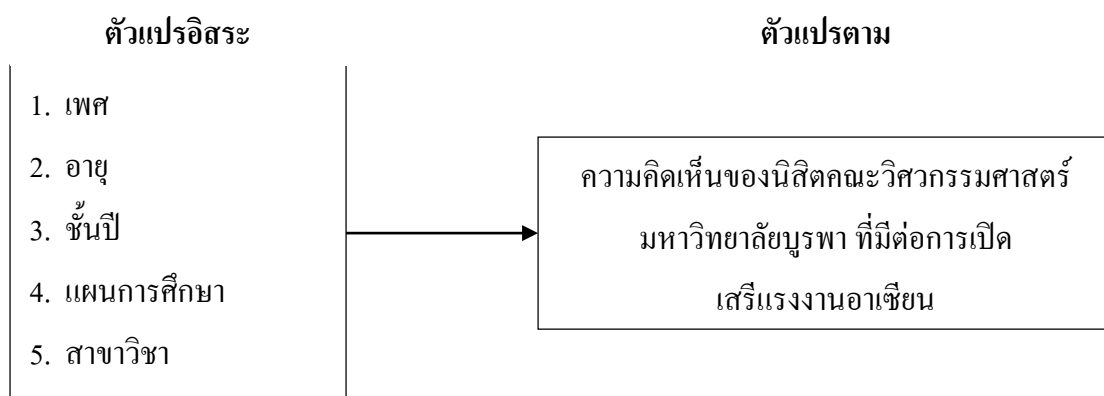 ตัวแปรอิสระ
ตัวแปรตาม
1. เพศ
2. อายุ
3. ชั้นปี
4. แผนการศึกษา
5. สาขาวิชา
ความคิดเห็นของนิสิตคณะวิศวกรรมศาสตร์
มหาวิทยาลัยบูรพา ที่มีต่อการเปิด
เสรีแรงงานอาเซียน